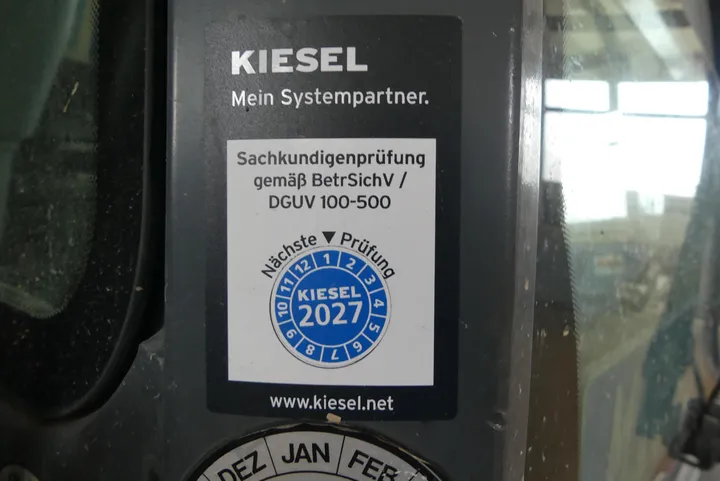 KIESEL
Mein Systempartner.
Sachkundigenprüfung
gemäß BetrSichV /
DGUV 100-500
Nächste ▼ Prüfung
1 2 3 4 5 6 7 8 9 10 11 12
KIESEL
2027
www.kiesel.net
DEZ JAN FEB